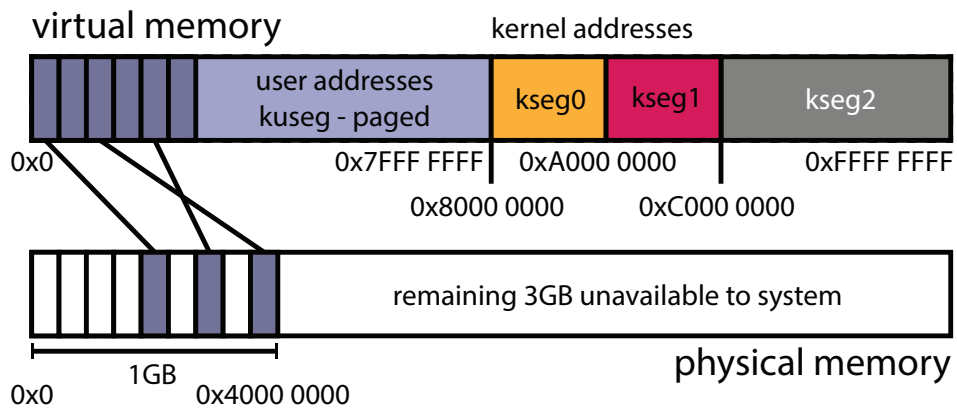 virtual memory
kernel addresses
user addresses
kuseg - paged
kseg0
kseg1
kseg2
0x0
0x7FFF FFFF
0xA000 0000
0xFFFF FFFF
0x8000 0000
0xC000 0000
remaining 3GB unavailable to system
1GB
physical memory
0x0
0x4000 0000